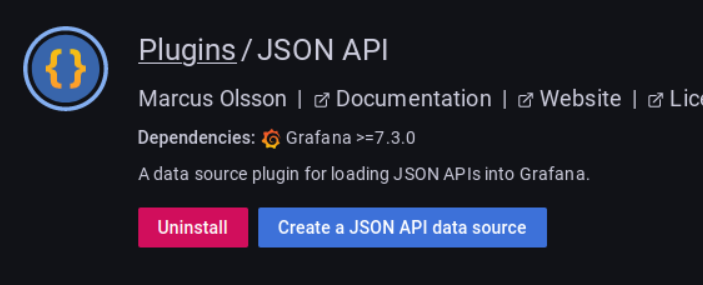 {}
Plugins / JSON API
Marcus Olsson | Documentation | Website | Lic
Dependencies: Grafana >=7.3.0
A data source plugin for loading JSON APIs into Grafana.
Uninstall Create a JSON API data source